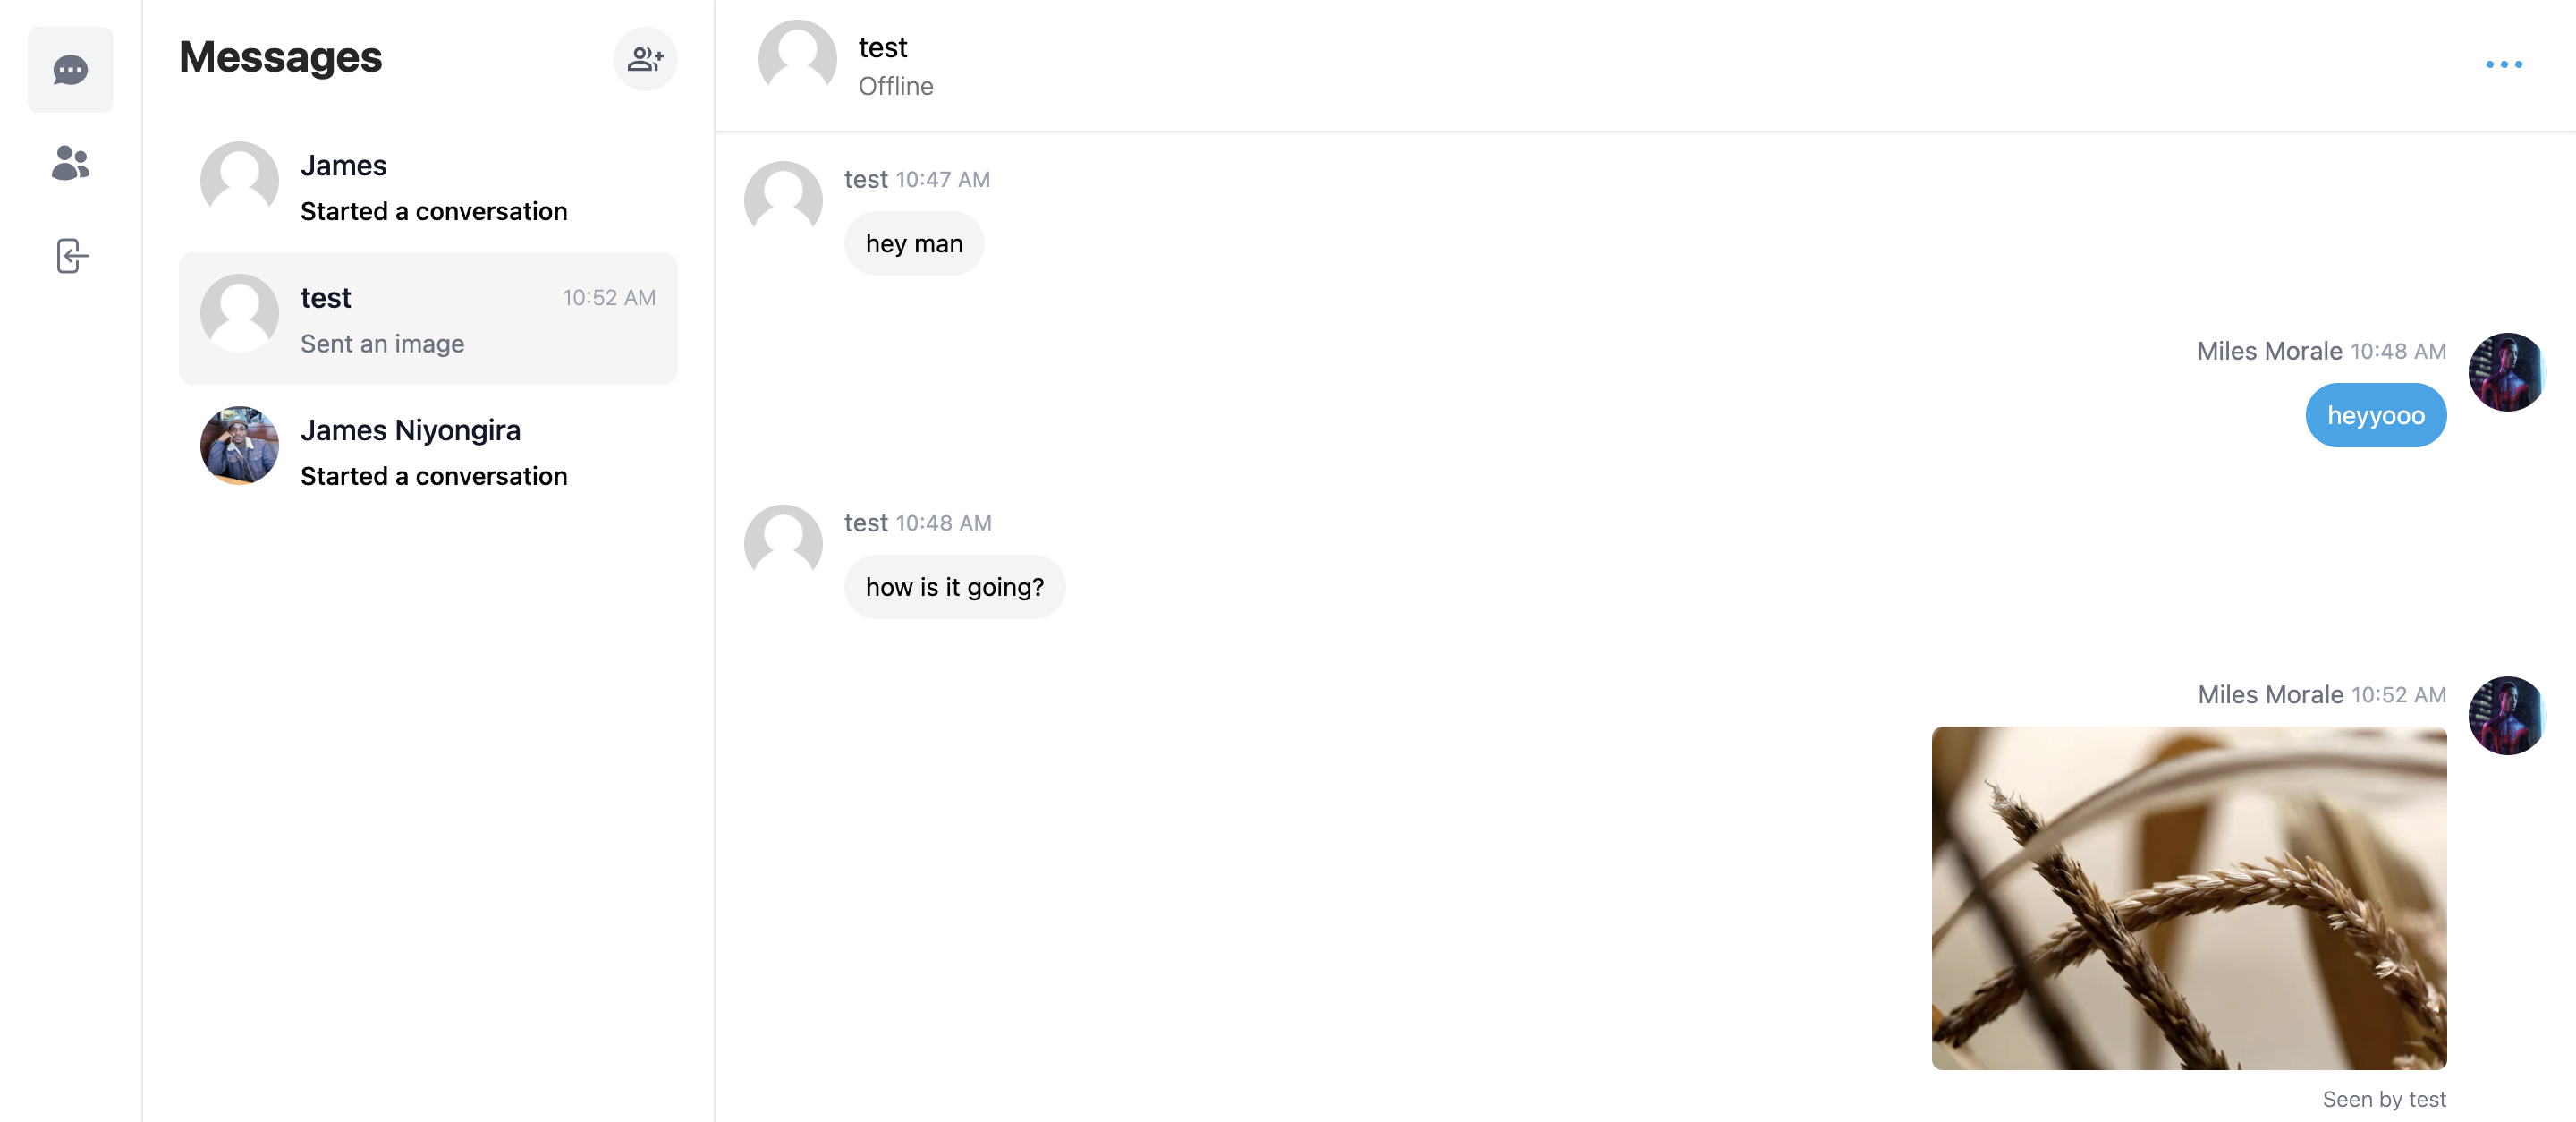 Messages
James
Started a conversation
test 10:52 AM
Sent an image
James Niyongira
Started a conversation
test
Offline
test 10:47 AM
hey man
Miles Morale 10:48 AM
heyyooo
test 10:48 AM
how is it going?
Miles Morale 10:52 AM
Seen by test